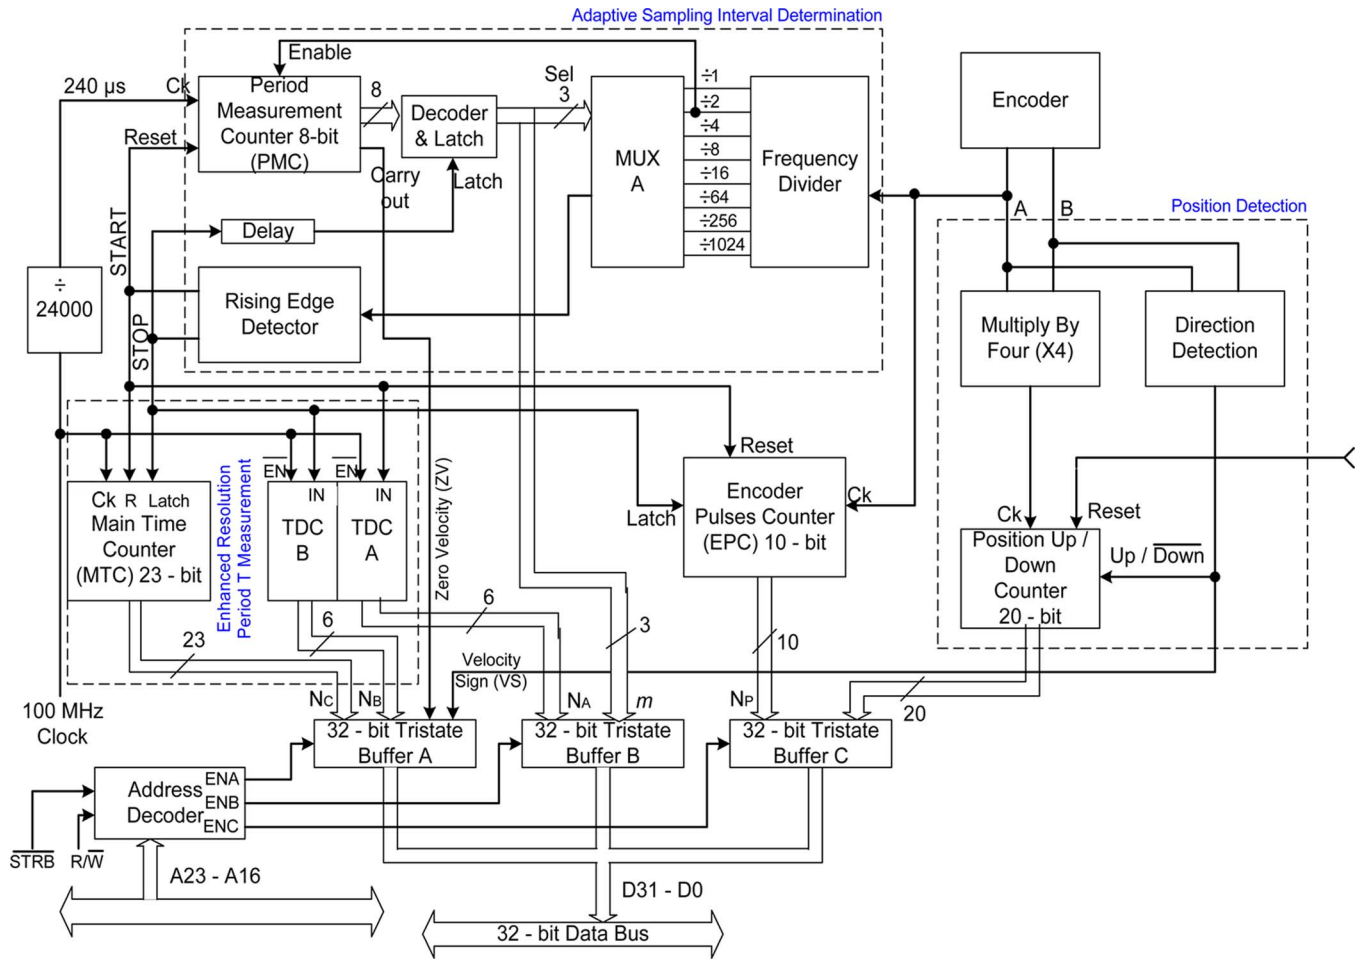 Adaptive Sampling Interval Determination
Enable
240 µs
Ck
Period
Measurement
Counter 8-bit
(PMC)
8
Decoder
& Latch
Sel
3
MUX
A
÷1
÷2
÷4
÷8
÷16
÷64
÷256
÷1024
Frequency
Divider
Encoder
Reset
Carry
out
Latch
START
Delay
A
B
Position Detection
÷
24000
STOP
Rising Edge
Detector
Multiply By
Four (X4)
Direction
Detection
Reset
EN
IN
EN
IN
Ck R Latch
Main Time
Counter
(MTC) 23 - bit
Enhanced Resolution
Period T Measurement
TDC
B
TDC
A
Zero Velocity (ZV)
Latch
Encoder
Pulses Counter
(EPC) 10 - bit
Ck
Ck
Reset
Position Up /
Down
Counter
20 - bit
Up / Down
23
6
6
3
10
20
Velocity
Sign (VS)
100 MHz
Clock
NC
NB
NA
m
NP
32 - bit Tristate
Buffer A
32 - bit Tristate
Buffer B
32 - bit Tristate
Buffer C
Address
Decoder
ENA
ENB
ENC
STRB
R/W
A23 - A16
D31 - D0
32 - bit Data Bus